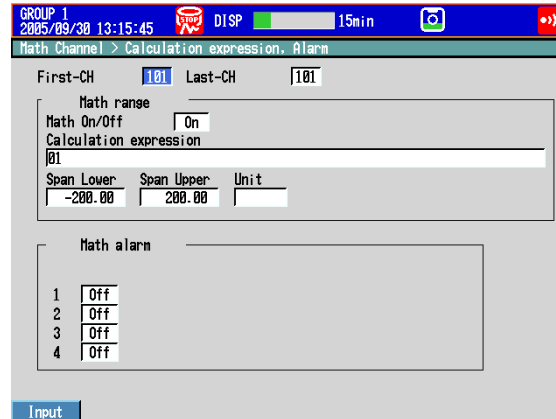 GROUP 1
2005/09/30 13:15:45 STOP DISP 15min
Math Channel > Calculation expression, Alarm
First-CH 101 Last-CH 101
Math range
Math On/Off On
Calculation expression
01
Span Lower Span Upper Unit
-200.00 200.00
Math alarm
1 Off
2 Off
3 Off
4 Off
Input